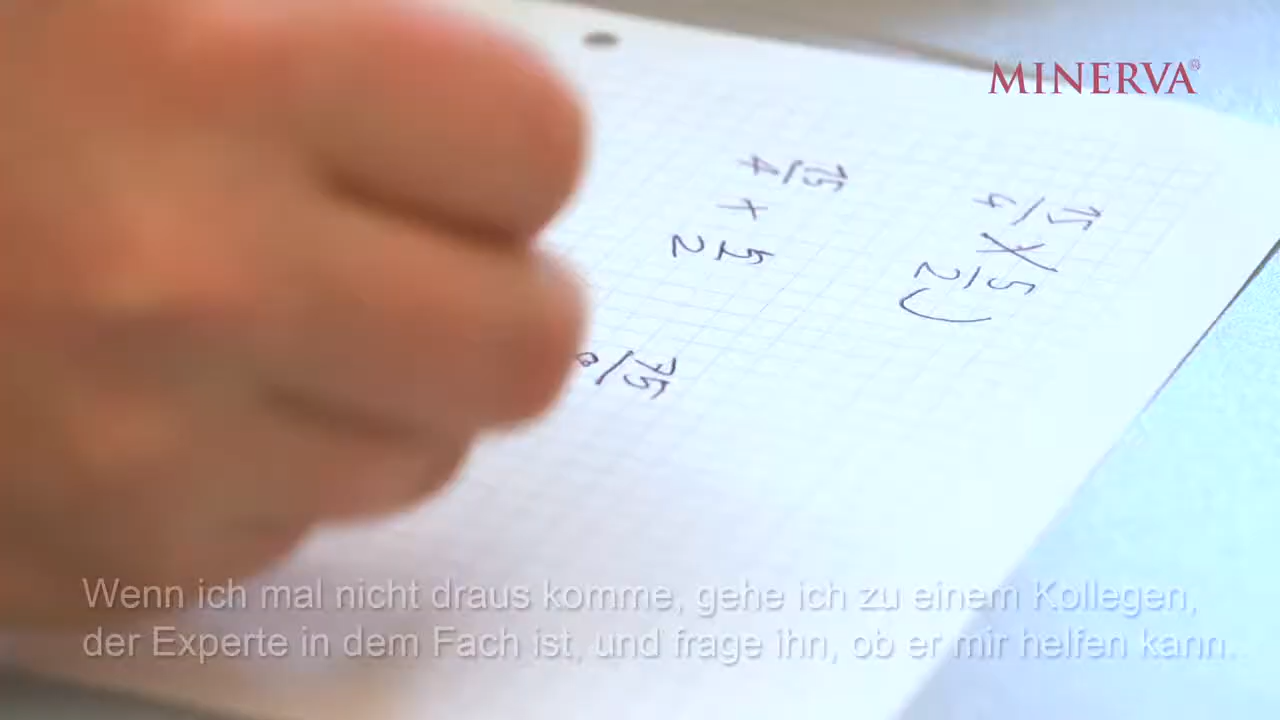 MINERVA®
15/4 x 5/2
15/4 x 5/2
75/8
Wenn ich mal nicht draus komme, gehe ich zu einem Kollegen,
der Experte in dem Fach ist, und frage ihn, ob er mir helfen kann.